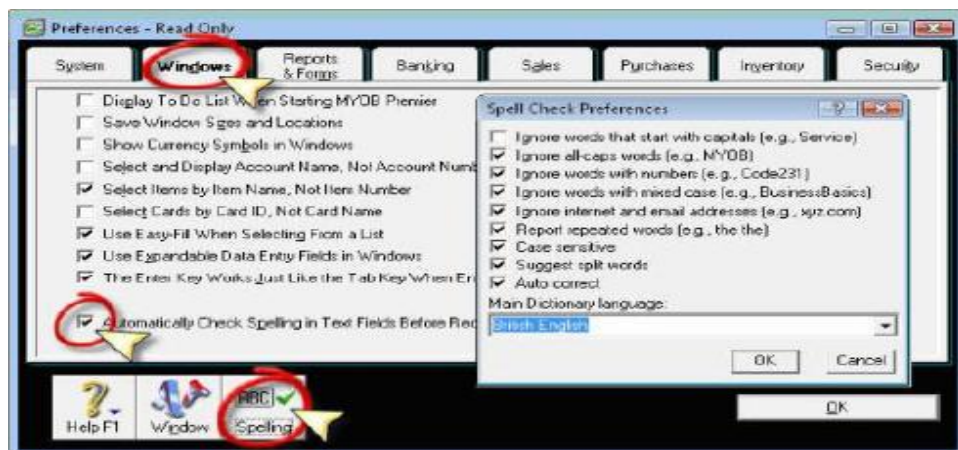 Preferences - Read Only
System
Windows
Reports & Forms
Banking
Sales
Purchases
Inventory
Security
Display To Do List When Starting MYOB Premier
Save Window Sizes and Locations
Show Currency Symbols in Windows
Select and Display Account Name, Not Account Numb
Select Items by Item Name, Not Item Number
Select Cards by Card ID, Not Card Name
Use Easy-Fill When Selecting From a List
Use Expandable Data Entry Fields in Windows
The Enter Key Works Just Like the Tab Key When En
Automatically Check Spelling in Text Fields Before Rec
Spell Check Preferences
Ignore words that start with capitals (e.g., Service)
Ignore all-caps words (e.g., MYOB)
Ignore words with numbers (e.g., Code231)
Ignore words with mixed case (e.g., BusinessBasics)
Ignore internet and email addresses (e.g., xyz.com)
Report repeated words (e.g., the the)
Case sensitive
Suggest split words
Auto correct
Main Dictionary language:
British English
OK
Cancel
Help F1
Window
ABC
Spelling
OK